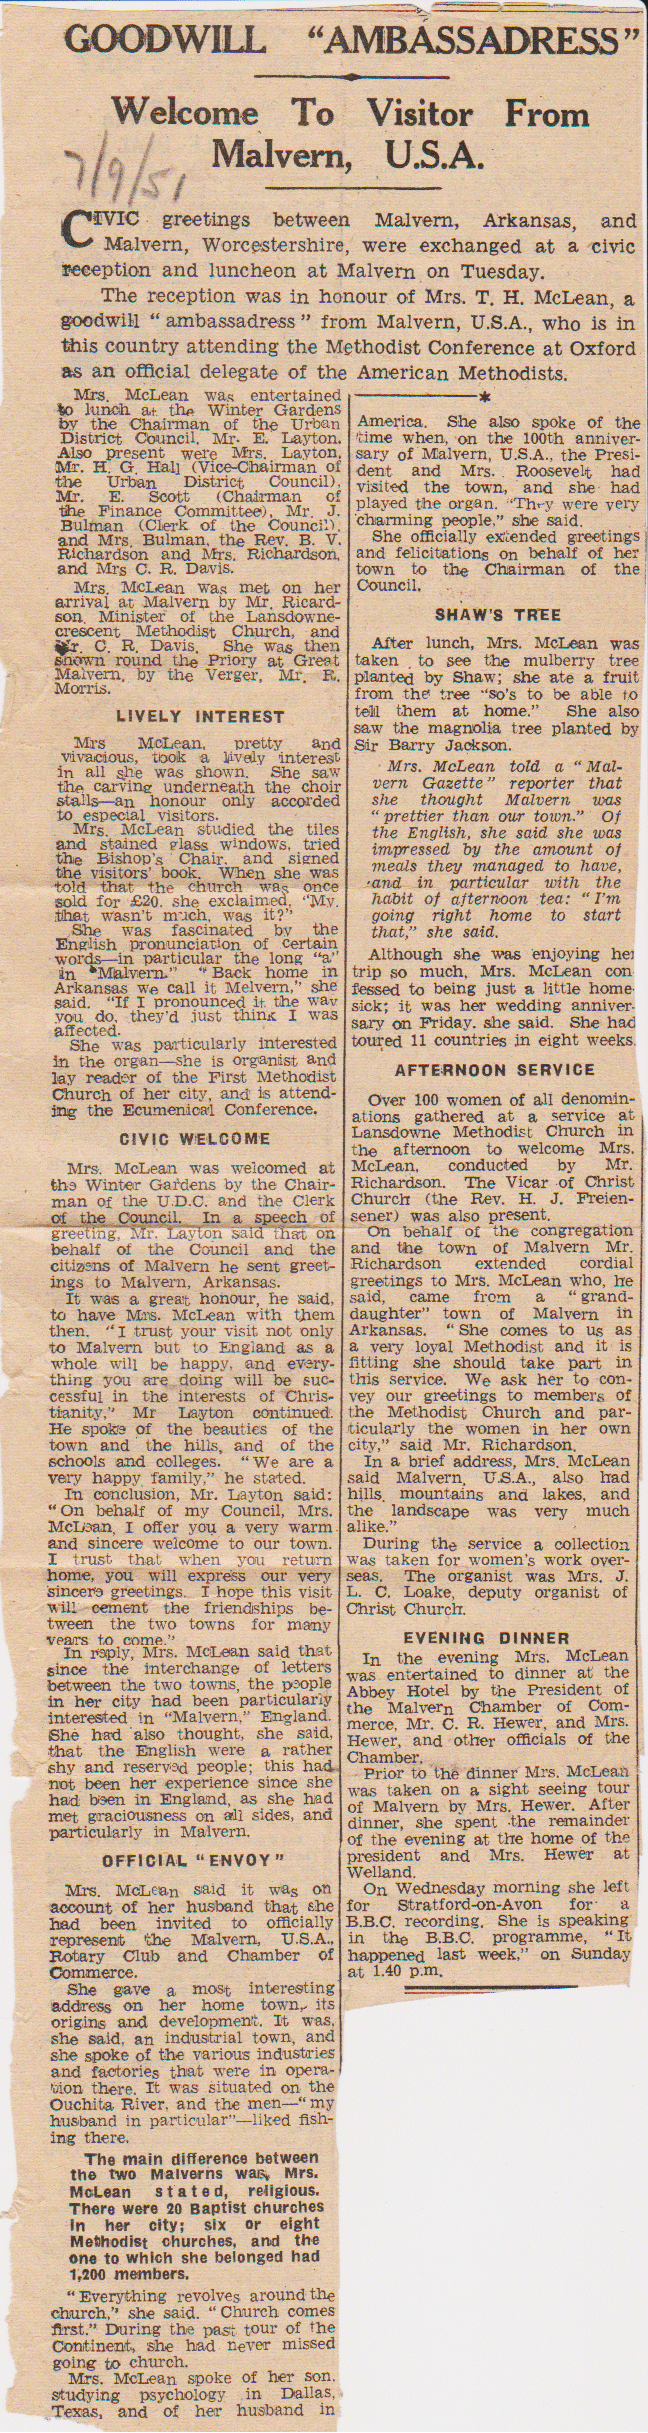 GOODWILL "AMBASSADRESS"
Welcome To Visitor From
Malvern, U.S.A.
7/9/51
CIVIC greetings between Malvern, Arkansas, and
Malvern, Worcestershire, were exchanged at a civic
reception and luncheon at Malvern on Tuesday.
The reception was in honour of Mrs. T. H. McLean, a
goodwill "ambassadress" from Malvern, U.S.A., who is in
this country attending the Methodist Conference at Oxford
as an official delegate of the American Methodists.
Mrs. McLean was entertained
to lunch at the Winter Gardens
by the Chairman of the Urban
District Council, Mr. E. Layton.
Also present were Mrs. Layton,
Mr. H. G. Hall (Vice-Chairman of
the Urban District Council),
Mr. E. Scott (Chairman of
the Finance Committee), Mr. J.
Bulman (Clerk of the Council),
and Mrs. Bulman, the Rev. B. V.
Richardson and Mrs. Richardson,
and Mrs C. R. Davis.
Mrs. McLean was met on her
arrival at Malvern by Mr. Ricard-
son, Minister of the Lansdowne-
crescent Methodist Church, and
Mr. C. R. Davis. She was then
shown round the Priory at Great
Malvern, by the Verger, Mr. R.
Morris.
LIVELY INTEREST
Mrs McLean, pretty and
vivacious, took a lively interest
in all she was shown. She saw
the carving underneath the choir
stalls—an honour only accorded
to especial visitors.
Mrs. McLean studied the tiles
and stained glass windows, tried
the Bishop's Chair, and signed
the visitors' book. When she was
told that the church was once
sold for £20, she exclaimed, "My,
that wasn't much, was it?"
She was fascinated by the
English pronunciation of certain
words—in particular the long "a"
in "Malvern." "Back home in
Arkansas we call it Melvern," she
said. "If I pronounced it the way
you do, they'd just think I was
affected.
She was particularly interested
in the organ—she is organist and
lay reader of the First Methodist
Church of her city, and is attend-
ing the Ecumenical Conference.
CIVIC WELCOME
Mrs. McLean was welcomed at
the Winter Gardens by the Chair-
man of the U.D.C. and the Clerk
of the Council. In a speech of
greeting, Mr. Layton said that on
behalf of the Council and the
citizens of Malvern he sent greet-
ings to Malvern, Arkansas.
It was a great honour, he said,
to have Mrs. McLean with them
then. "I trust your visit not only
to Malvern but to England as a
whole will be happy, and every-
thing you are doing will be suc-
cessful in the interests of Chris-
tianity," Mr Layton continued.
He spoke of the beauties of the
town and the hills, and of the
schools and colleges. "We are a
very happy family," he stated.
In conclusion, Mr. Layton said:
"On behalf of my Council, Mrs.
McLean, I offer you a very warm
and sincere welcome to our town.
I trust that when you return
home, you will express our very
sincere greetings. I hope this visit
will cement the friendships be-
tween the two towns for many
years to come."
In reply, Mrs. McLean said that
since the interchange of letters
between the two towns, the people
in her city had been particularly
interested in "Malvern," England.
She had also thought, she said,
that the English were a rather
shy and reserved people; this had
not been her experience since she
had been in England, as she had
met graciousness on all sides, and
particularly in Malvern.
OFFICIAL "ENVOY"
Mrs. McLean said it was on
account of her husband that she
had been invited to officially
represent the Malvern, U.S.A.,
Rotary Club and Chamber of
Commerce.
She gave a most interesting
address on her home town, its
origins and development. It was,
she said, an industrial town, and
she spoke of the various industries
and factories that were in opera-
tion there. It was situated on the
Ouchita River, and the men—"my
husband in particular"—liked fish-
ing there.
The main difference between
the two Malverns was, Mrs.
McLean stated, religious.
There were 20 Baptist churches
in her city; six or eight
Methodist churches, and the
one to which she belonged had
1,200 members.
"Everything revolves around the
church," she said. "Church comes
first." During the past tour of the
Continent, she had never missed
going to church.
Mrs. McLean spoke of her son,
studying psychology in Dallas,
Texas, and of her husband in
America. She also spoke of the
time when, on the 100th anniver-
sary of Malvern, U.S.A., the Presi-
dent and Mrs. Roosevelt had
visited the town, and she had
played the organ. "They were very
charming people," she said.
She officially extended greetings
and felicitations on behalf of her
town to the Chairman of the
Council.
SHAW'S TREE
After lunch, Mrs. McLean was
taken to see the mulberry tree
planted by Shaw; she ate a fruit
from the tree "so's to be able to
tell them at home." She also
saw the magnolia tree planted by
Sir Barry Jackson.
Mrs. McLean told a "Mal-
vern Gazette" reporter that
she thought Malvern was
"prettier than our town." Of
the English, she said she was
impressed by the amount of
meals they managed to have,
and in particular with the
habit of afternoon tea: "I'm
going right home to start
that," she said.
Although she was enjoying her
trip so much, Mrs. McLean con
fessed to being just a little home-
sick; it was her wedding anniver-
sary on Friday, she said. She had
toured 11 countries in eight weeks.
AFTERNOON SERVICE
Over 100 women of all denomin-
ations gathered at a service at
Lansdowne Methodist Church in
the afternoon to welcome Mrs.
McLean, conducted by Mr.
Richardson. The Vicar of Christ
Church (the Rev. H. J. Freien-
sener) was also present.
On behalf of the congregation
and the town of Malvern Mr.
Richardson extended cordial
greetings to Mrs. McLean who, he
said, came from a "grand-
daughter" town of Malvern in
Arkansas. "She comes to us as
a very loyal Methodist and it is
fitting she should take part in
this service. We ask her to con-
vey our greetings to members of
the Methodist Church and par-
ticularly the women in her own
city," said Mr. Richardson.
In a brief address, Mrs. McLean
said Malvern, U.S.A., also had
hills, mountains and lakes, and
the landscape was very much
alike."
During the service a collection
was taken for women's work over-
seas. The organist was Mrs. J.
L. C. Loake, deputy organist of
Christ Church.
EVENING DINNER
In the evening Mrs. McLean
was entertained to dinner at the
Abbey Hotel by the President of
the Malvern Chamber of Com-
merce, Mr. C. R. Hewer, and Mrs.
Hewer, and other officials of the
Chamber.
Prior to the dinner Mrs. McLean
was taken on a sight seeing tour
of Malvern by Mrs. Hewer. After
dinner, she spent the remainder
of the evening at the home of the
president and Mrs. Hewer at
Welland.
On Wednesday morning she left
for Stratford-on-Avon for a
B.B.C. recording. She is speaking
in the B.B.C. programme, "It
happened last week," on Sunday
at 1.40 p.m.